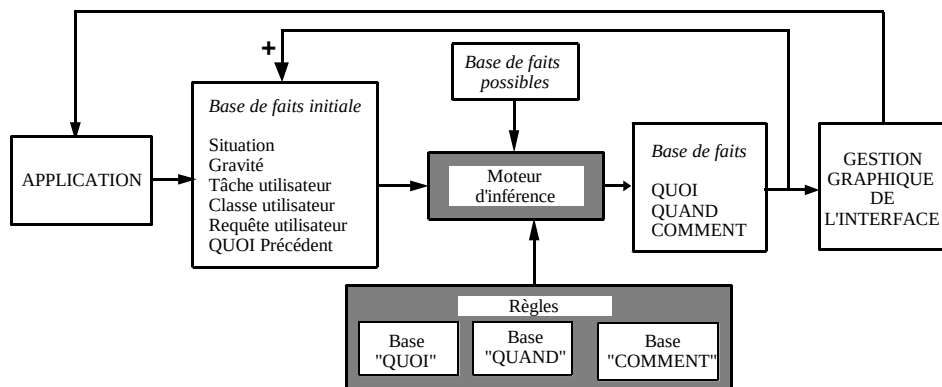 +
Base de faits
possibles
Base de faits initiale
Situation
Gravité
Tâche utilisateur
Classe utilisateur
Requête utilisateur
QUOI Précédent
APPLICATION
Moteur
d'inférence
Base de faits
QUOI
QUAND
COMMENT
GESTION
GRAPHIQUE
DE
L'INTERFACE
Règles
Base
"QUOI"
Base
"QUAND"
Base
"COMMENT"